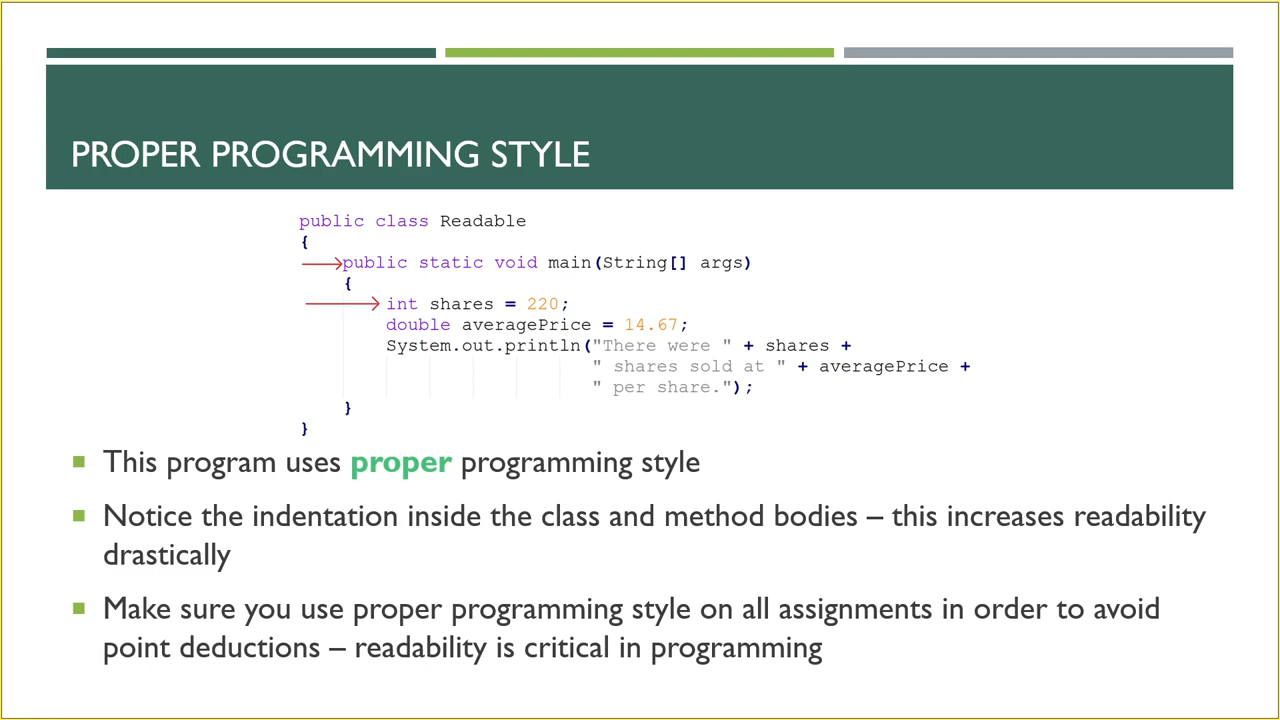 PROPER PROGRAMMING STYLE
public class Readable
{
public static void main(String[] args)
{
int shares = 220;
double averagePrice = 14.67;
System.out.println("There were " + shares +
" shares sold at " + averagePrice +
" per share.");
}
}
This program uses proper programming style
Notice the indentation inside the class and method bodies – this increases readability
drastically
Make sure you use proper programming style on all assignments in order to avoid
point deductions – readability is critical in programming